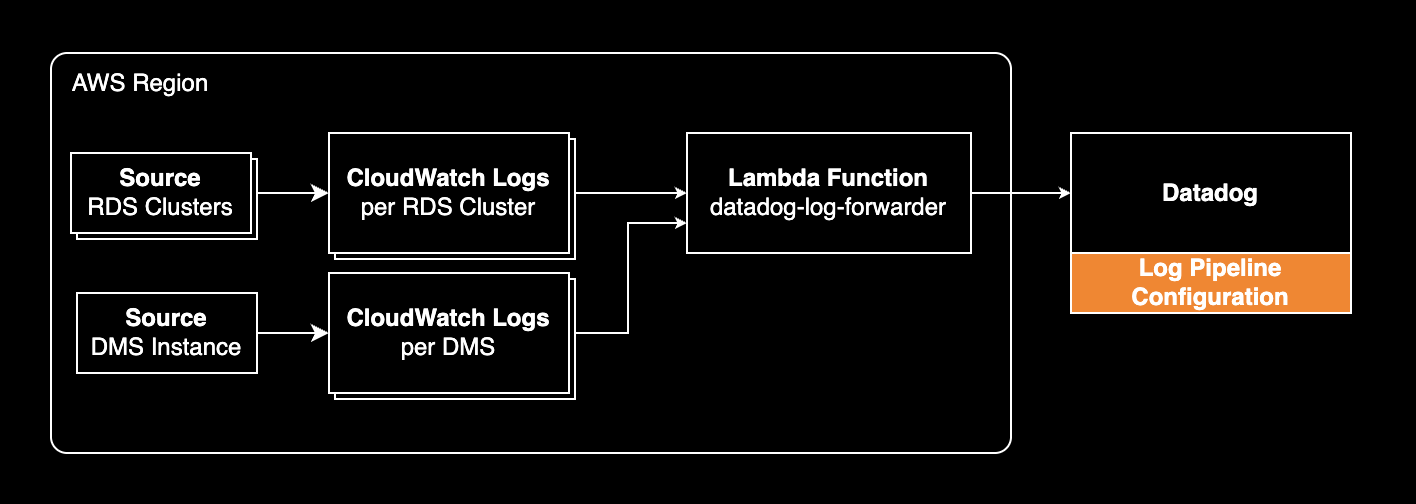 AWS Region
Source
RDS Clusters
CloudWatch Logs
per RDS Cluster
Lambda Function
datadog-log-forwarder
Datadog
Log Pipeline
Configuration
Source
DMS Instance
CloudWatch Logs
per DMS